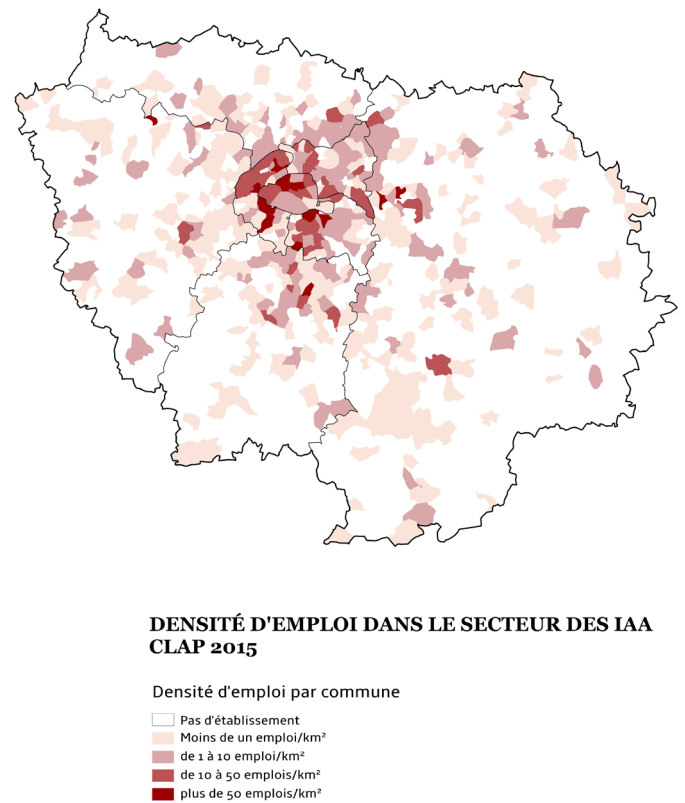 DENSITÉ D'EMPLOI DANS LE SECTEUR DES IAA
CLAP 2015
Densité d'emploi par commune
Pas d'établissement
Moins de un emploi/km²
de 1 à 10 emploi/km²
de 10 à 50 emplois/km²
plus de 50 emplois/km²